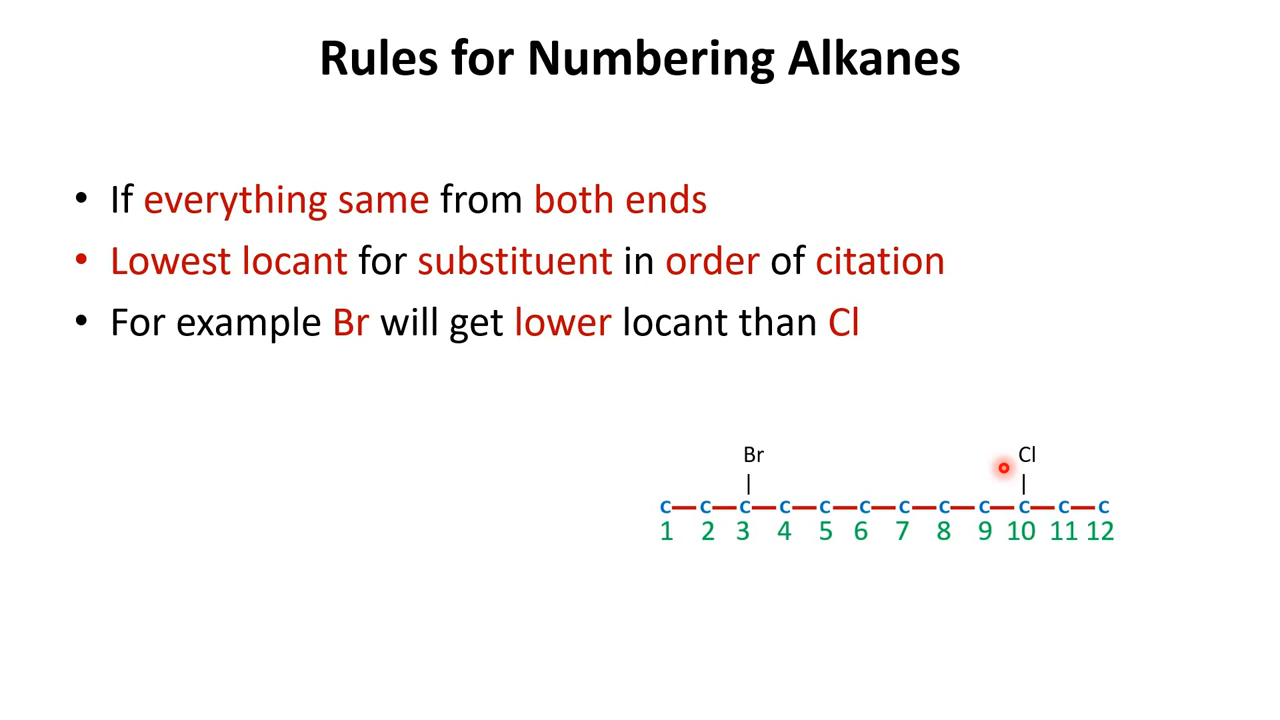 Rules for Numbering Alkanes
• If everything same from both ends
• Lowest locant for substituent in order of citation
• For example Br will get lower locant than Cl
Br Cl
| |
C—C—C—C—C—C—C—C—C—C—C—C
1 2 3 4 5 6 7 8 9 10 11 12